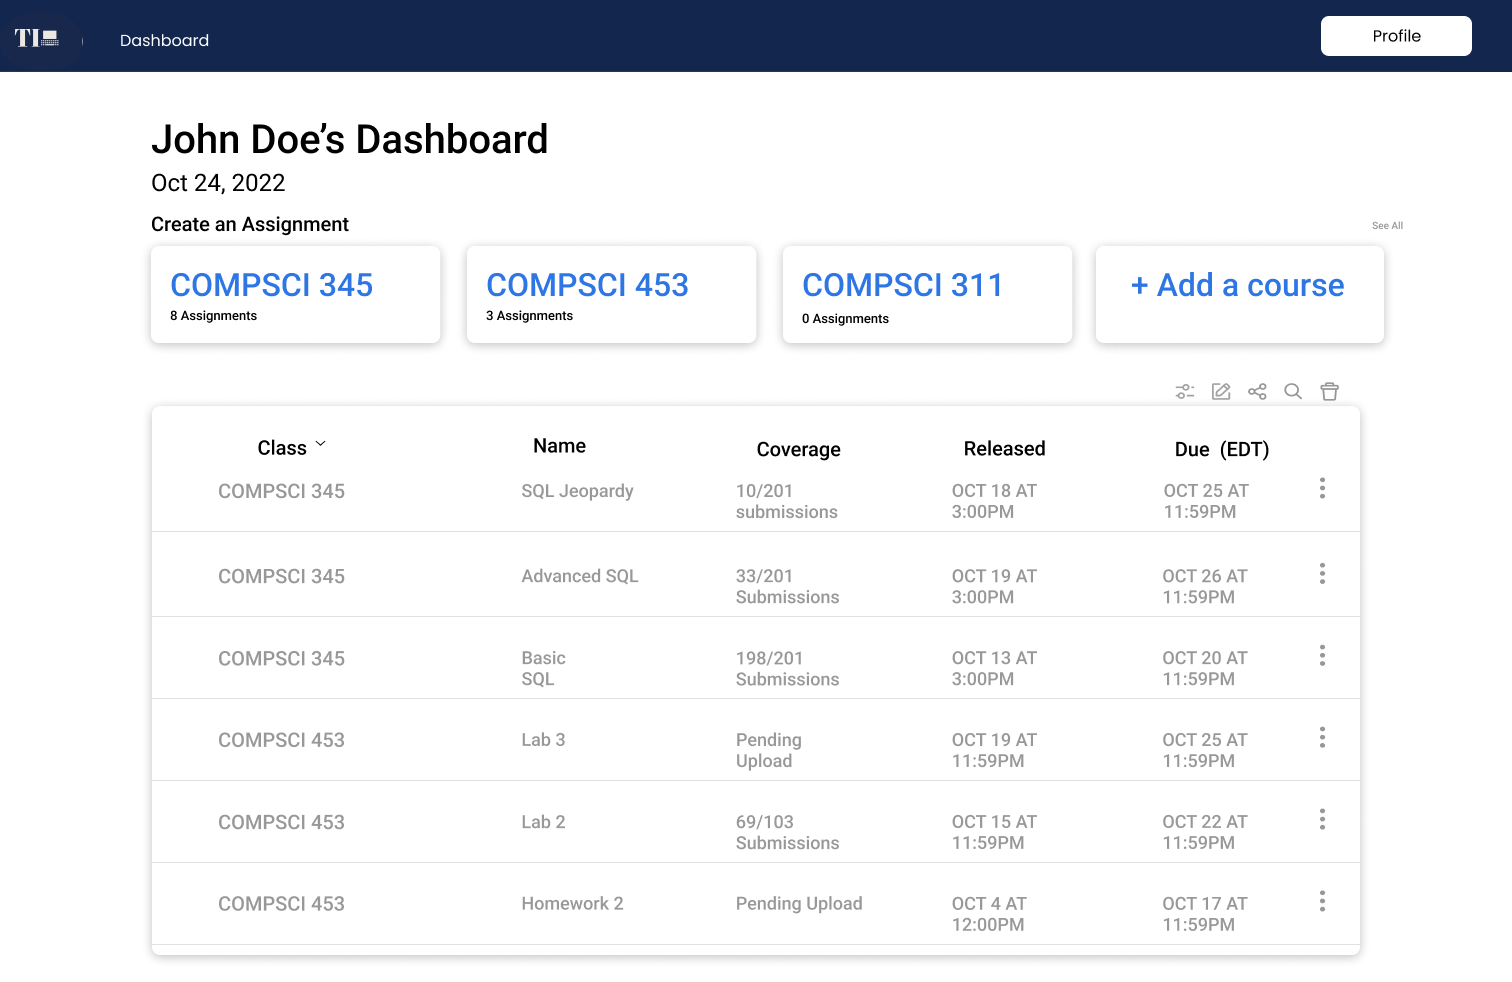 TI
Dashboard
Profile
John Doe’s Dashboard
Oct 24, 2022
Create an Assignment
See All
COMPSCI 345
8 Assignments
COMPSCI 453
3 Assignments
COMPSCI 311
0 Assignments
+ Add a course
Class
Name
Coverage
Released
Due (EDT)
COMPSCI 345
SQL Jeopardy
10/201
submissions
OCT 18 AT
3:00PM
OCT 25 AT
11:59PM
COMPSCI 345
Advanced SQL
33/201
Submissions
OCT 19 AT
3:00PM
OCT 26 AT
11:59PM
COMPSCI 345
Basic
SQL
198/201
Submissions
OCT 13 AT
3:00PM
OCT 20 AT
11:59PM
COMPSCI 453
Lab 3
Pending
Upload
OCT 19 AT
11:59PM
OCT 25 AT
11:59PM
COMPSCI 453
Lab 2
69/103
Submissions
OCT 15 AT
11:59PM
OCT 22 AT
11:59PM
COMPSCI 453
Homework 2
Pending Upload
OCT 4 AT
12:00PM
OCT 17 AT
11:59PM